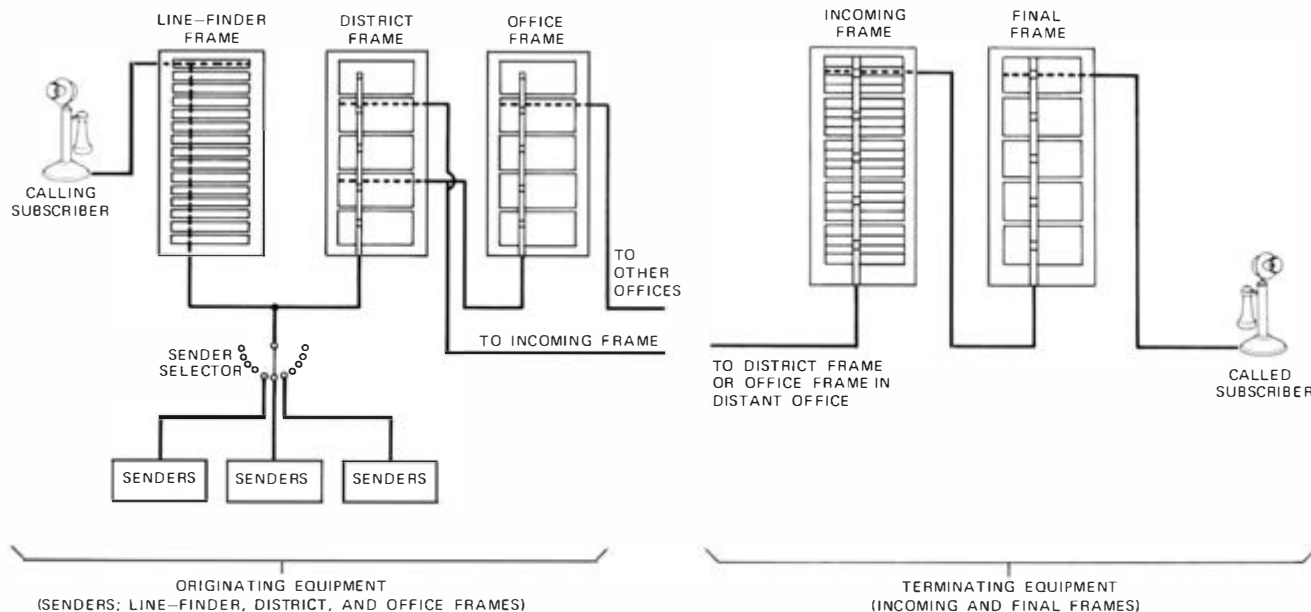 LINE–FINDER
FRAME
DISTRICT
FRAME
OFFICE
FRAME
INCOMING
FRAME
FINAL
FRAME
CALLING
SUBSCRIBER
TO
OTHER
OFFICES
TO INCOMING FRAME
SENDER
SELECTOR
SENDERS
SENDERS
SENDERS
TO DISTRICT FRAME
OR OFFICE FRAME IN
DISTANT OFFICE
CALLED
SUBSCRIBER
ORIGINATING EQUIPMENT
(SENDERS; LINE–FINDER, DISTRICT, AND OFFICE FRAMES)
TERMINATING EQUIPMENT
(INCOMING AND FINAL FRAMES)